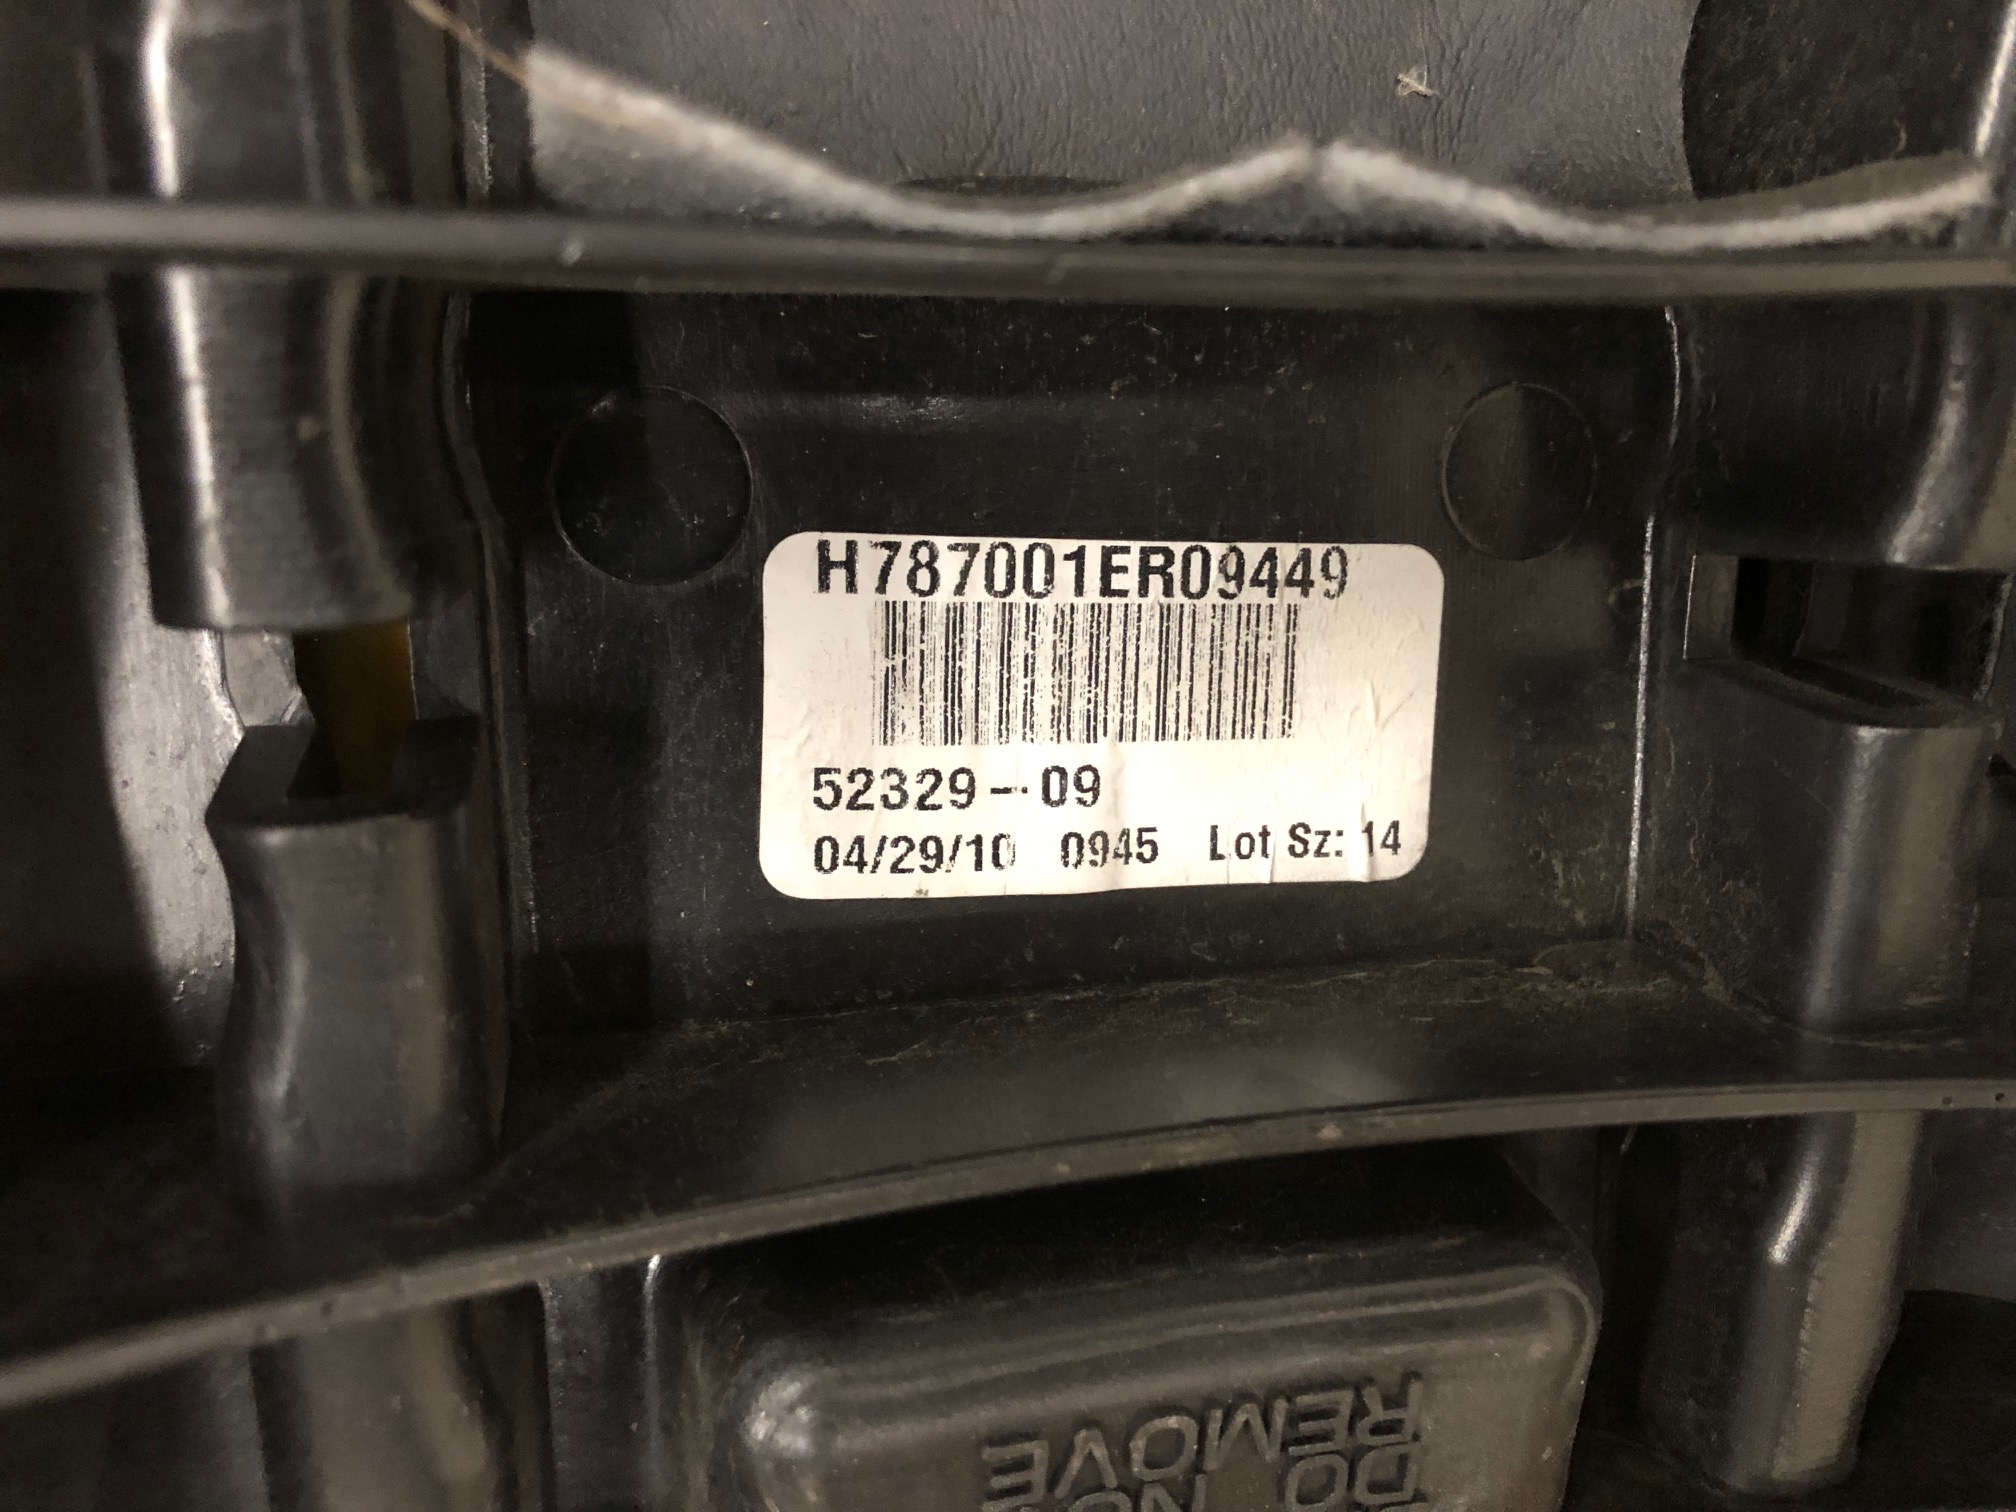 H787001ER09449
52329-09
04/29/10 0945 Lot Sz: 14
DO NOT
REMOVE